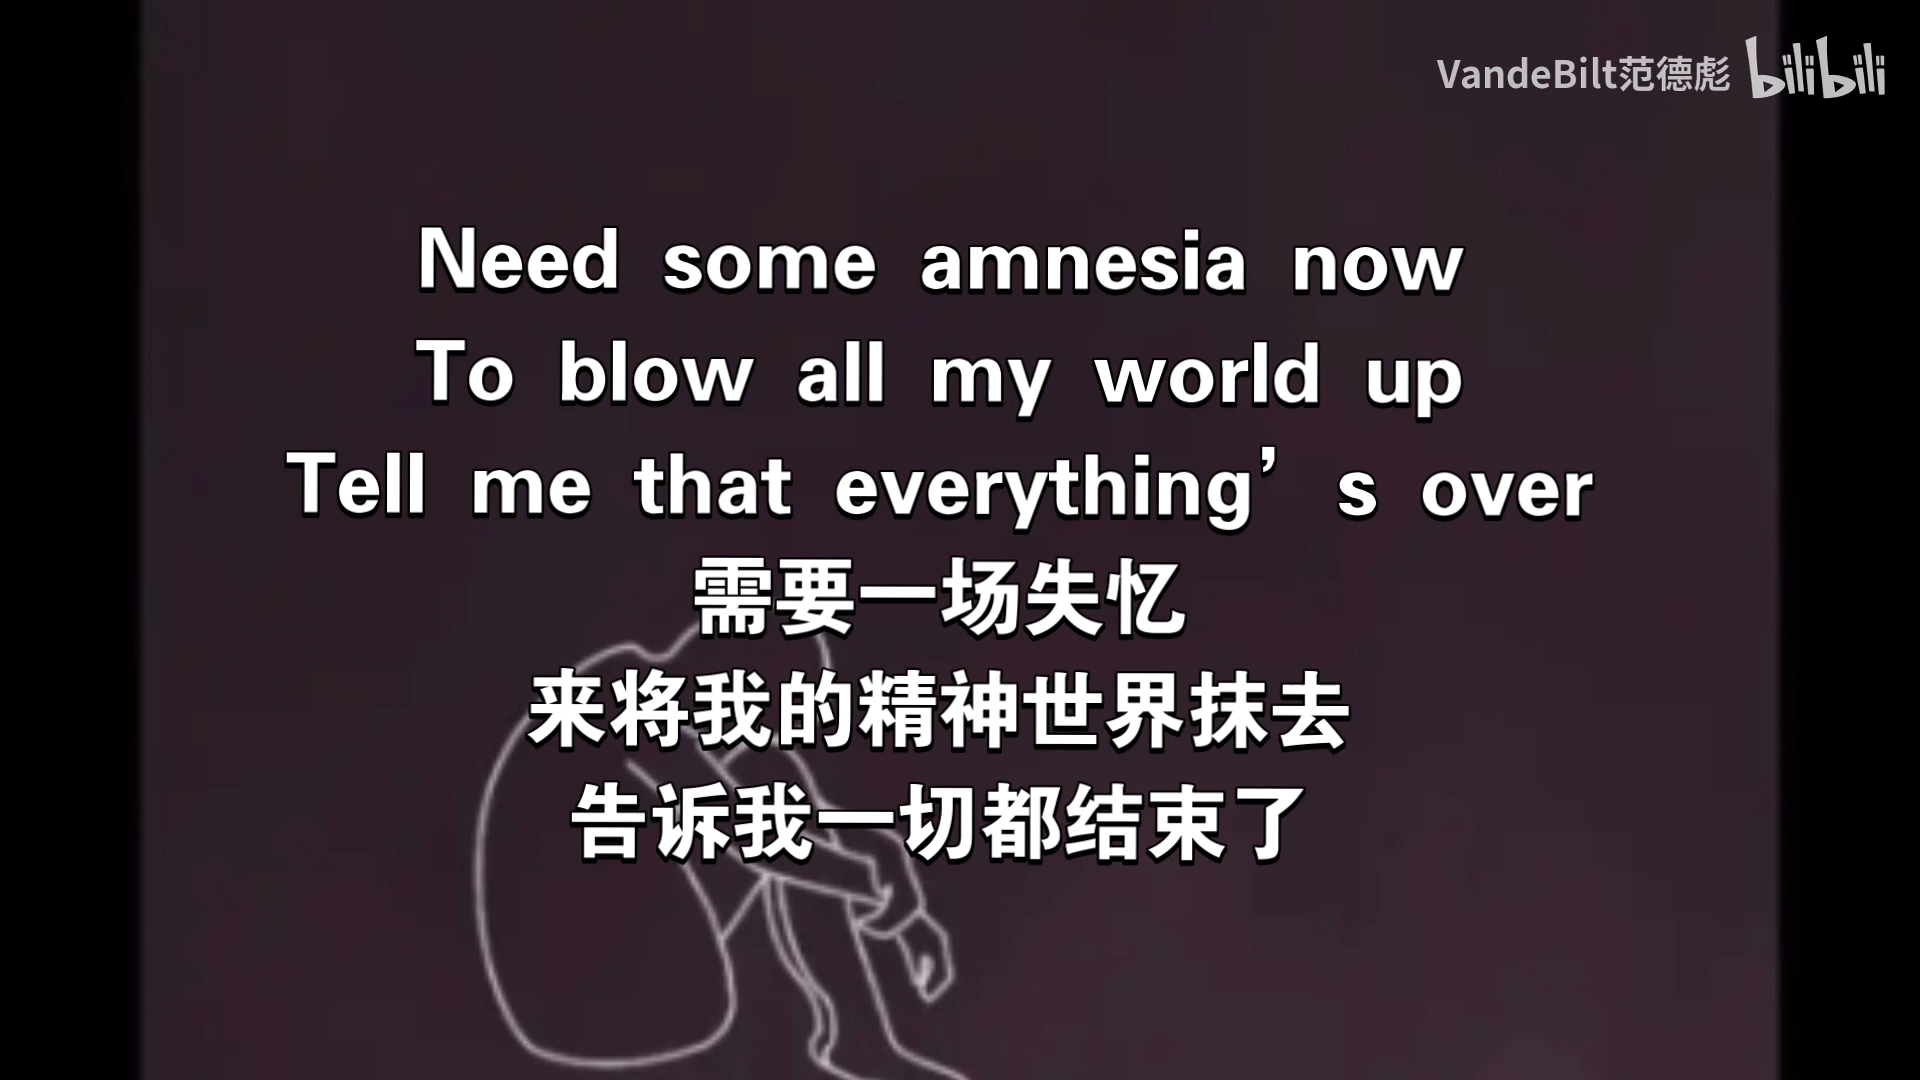 VandeBilt范德彪 bilibili
Need some amnesia now
To blow all my world up
Tell me that everything’s over
需要一场失忆
来将我的精神世界抹去
告诉我一切都结束了